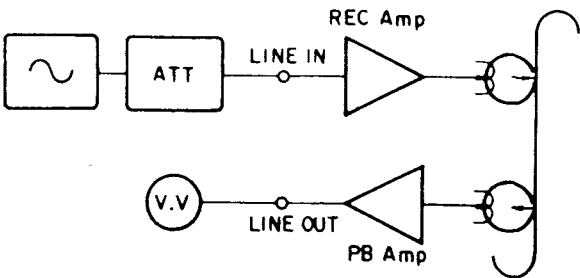 REC Amp
ATT
LINE IN
V.V
LINE OUT
PB Amp